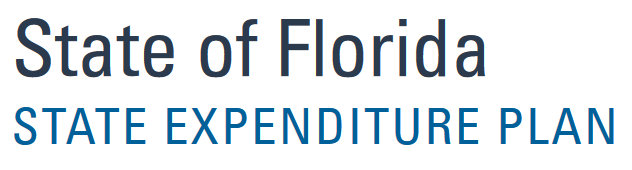 State of Florida
STATE EXPENDITURE PLAN